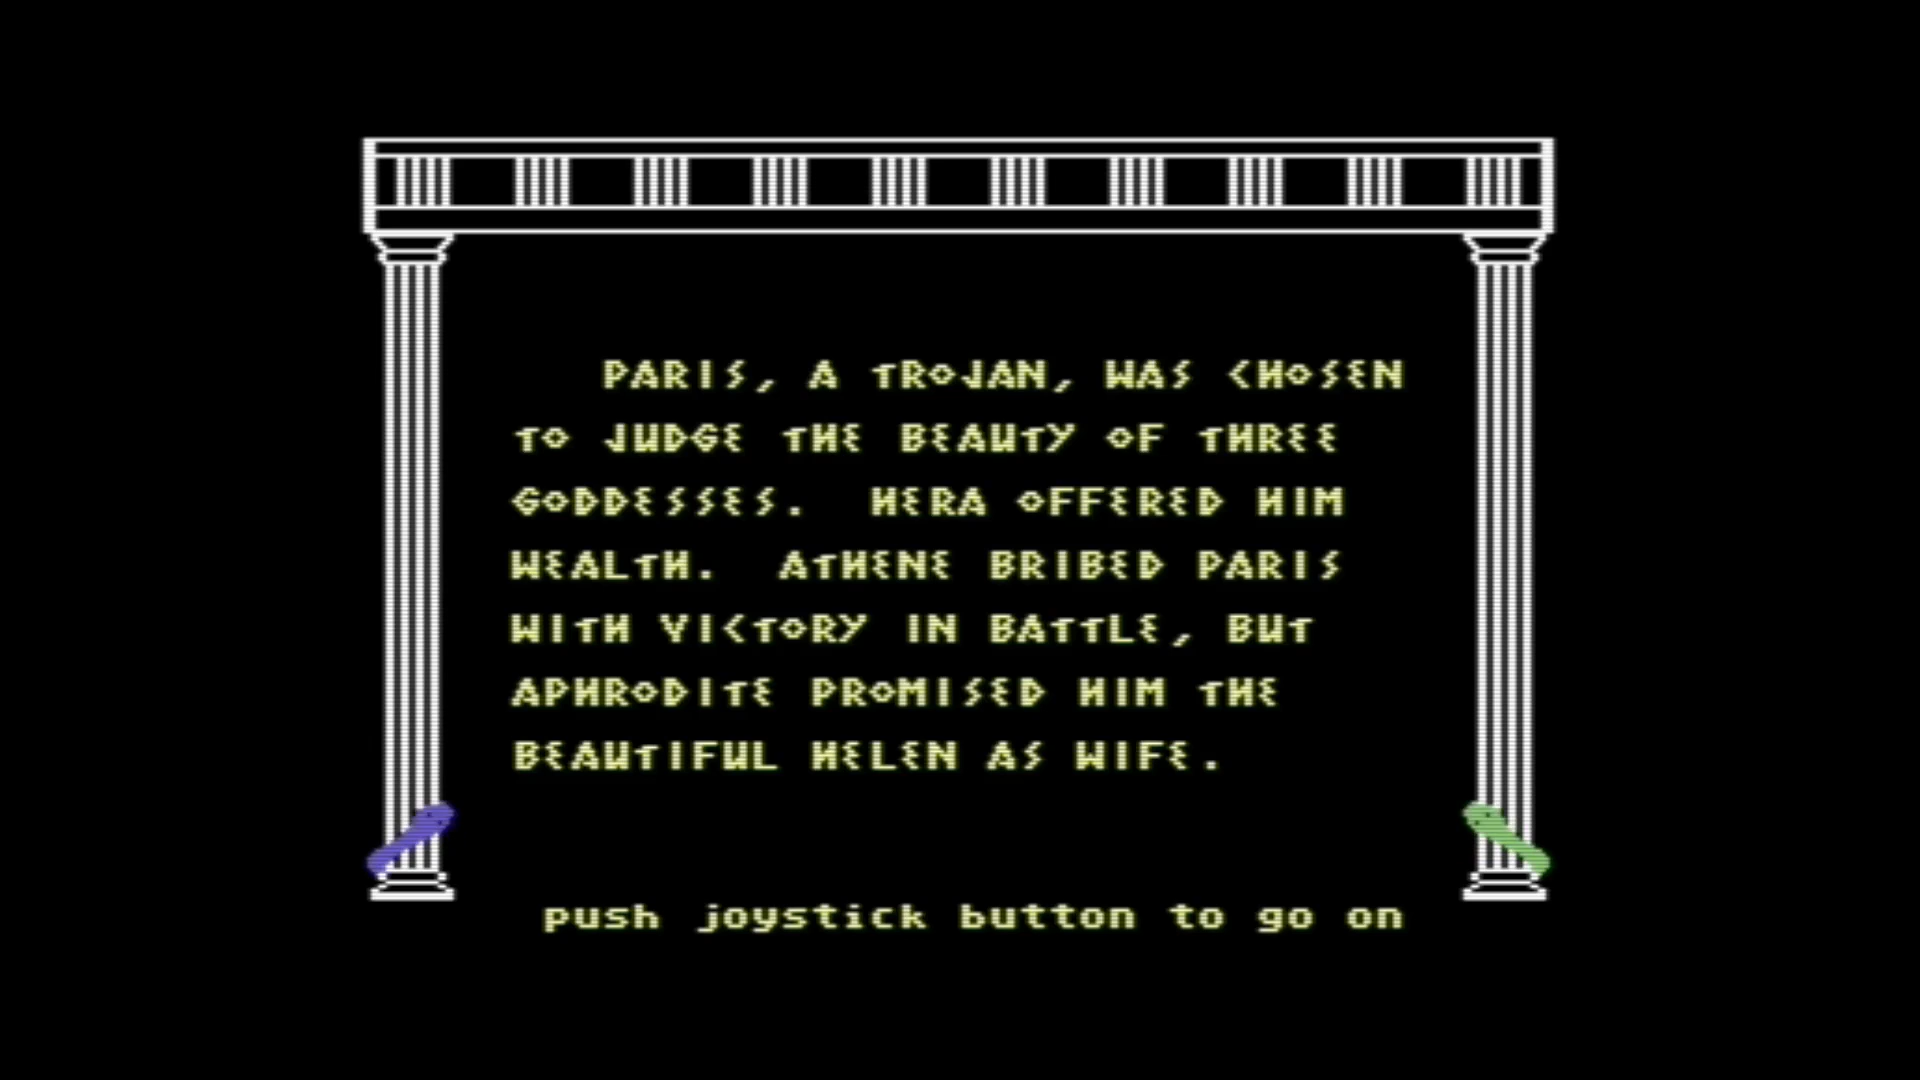 PARIS, A TROJAN, WAS CHOSEN
TO JUDGE THE BEAUTY OF THREE
GODDESSES. HERA OFFERED HIM
WEALTH. ATHENE BRIBED PARIS
WITH VICTORY IN BATTLE, BUT
APHRODITE PROMISED HIM THE
BEAUTIFUL HELEN AS WIFE.
push joystick button to go on